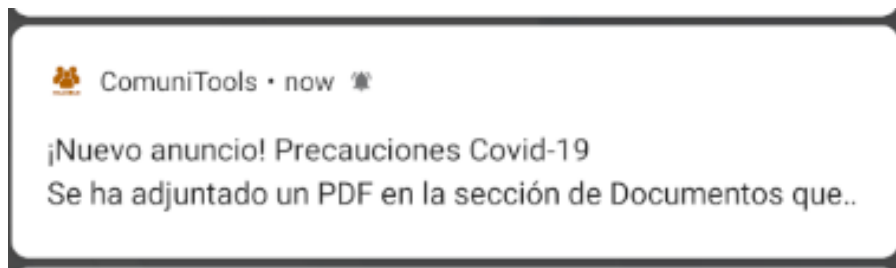 ComuniTools • now
¡Nuevo anuncio! Precauciones Covid-19
Se ha adjuntado un PDF en la sección de Documentos que..